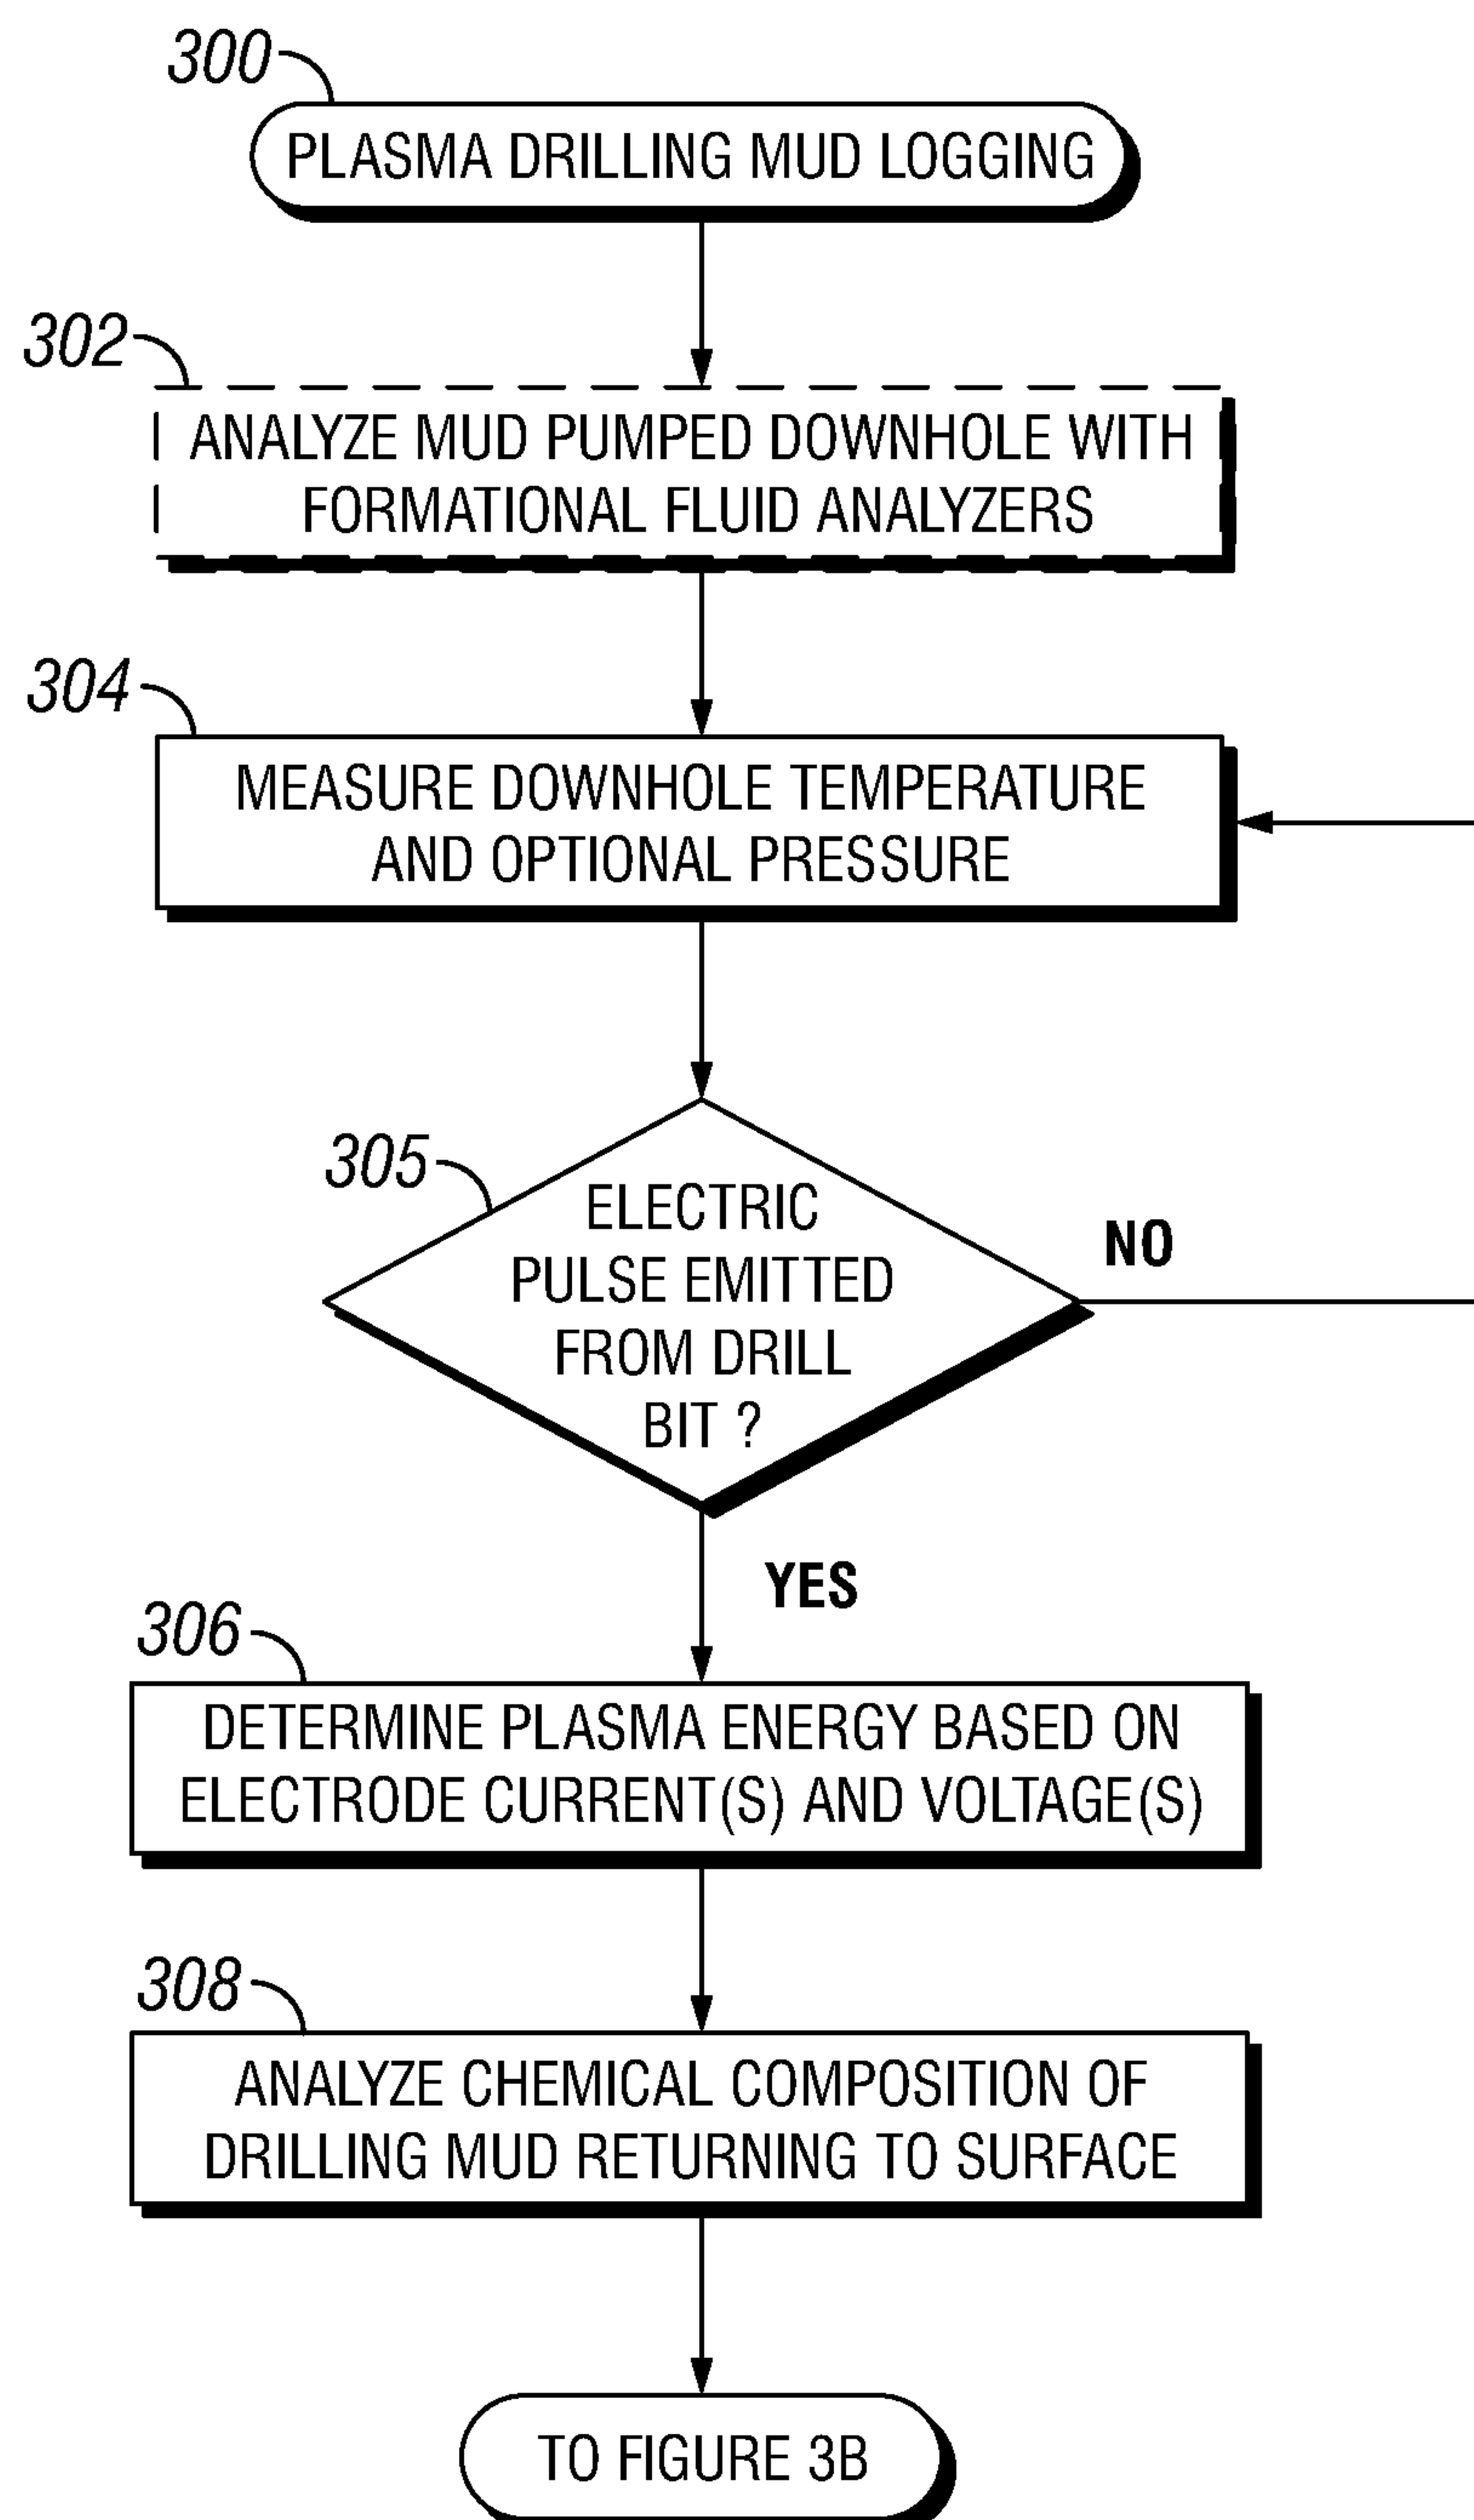 300
PLASMA DRILLING MUD LOGGING
302
ANALYZE MUD PUMPED DOWNHOLE WITH
FORMATIONAL FLUID ANALYZERS
304
MEASURE DOWNHOLE TEMPERATURE
AND OPTIONAL PRESSURE
305
ELECTRIC
PULSE EMITTED
FROM DRILL
BIT ?
NO
YES
306
DETERMINE PLASMA ENERGY BASED ON
ELECTRODE CURRENT(S) AND VOLTAGE(S)
308
ANALYZE CHEMICAL COMPOSITION OF
DRILLING MUD RETURNING TO SURFACE
TO FIGURE 3B